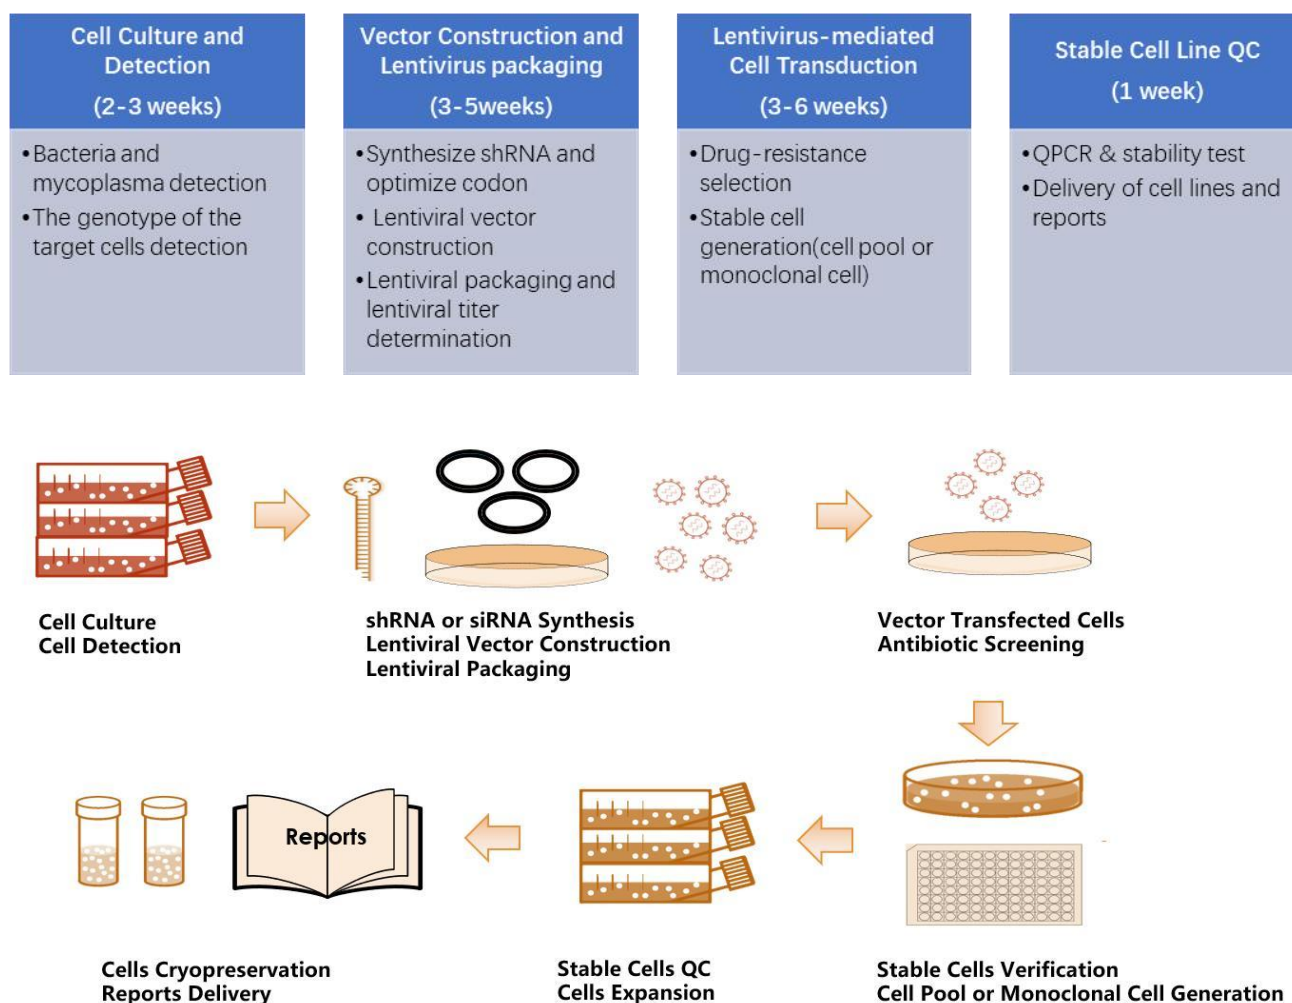 Cell Culture and
Detection
(2-3 weeks)
•Bacteria and
mycoplasma detection
•The genotype of the
target cells detection
Vector Construction and
Lentivirus packaging
(3-5weeks)
•Synthesize shRNA and
optimize codon
• Lentiviral vector
construction
•Lentiviral packaging and
lentiviral titer
determination
Lentivirus-mediated
Cell Transduction
(3-6 weeks)
•Drug-resistance
selection
•Stable cell
generation(cell pool or
monoclonal cell)
Stable Cell Line QC
(1 week)
•QPCR & stability test
•Delivery of cell lines and
reports
Cell Culture
Cell Detection
shRNA or siRNA Synthesis
Lentiviral Vector Construction
Lentiviral Packaging
Vector Transfected Cells
Antibiotic Screening
Reports
Cells Cryopreservation
Reports Delivery
Stable Cells QC
Cells Expansion
Stable Cells Verification
Cell Pool or Monoclonal Cell Generation